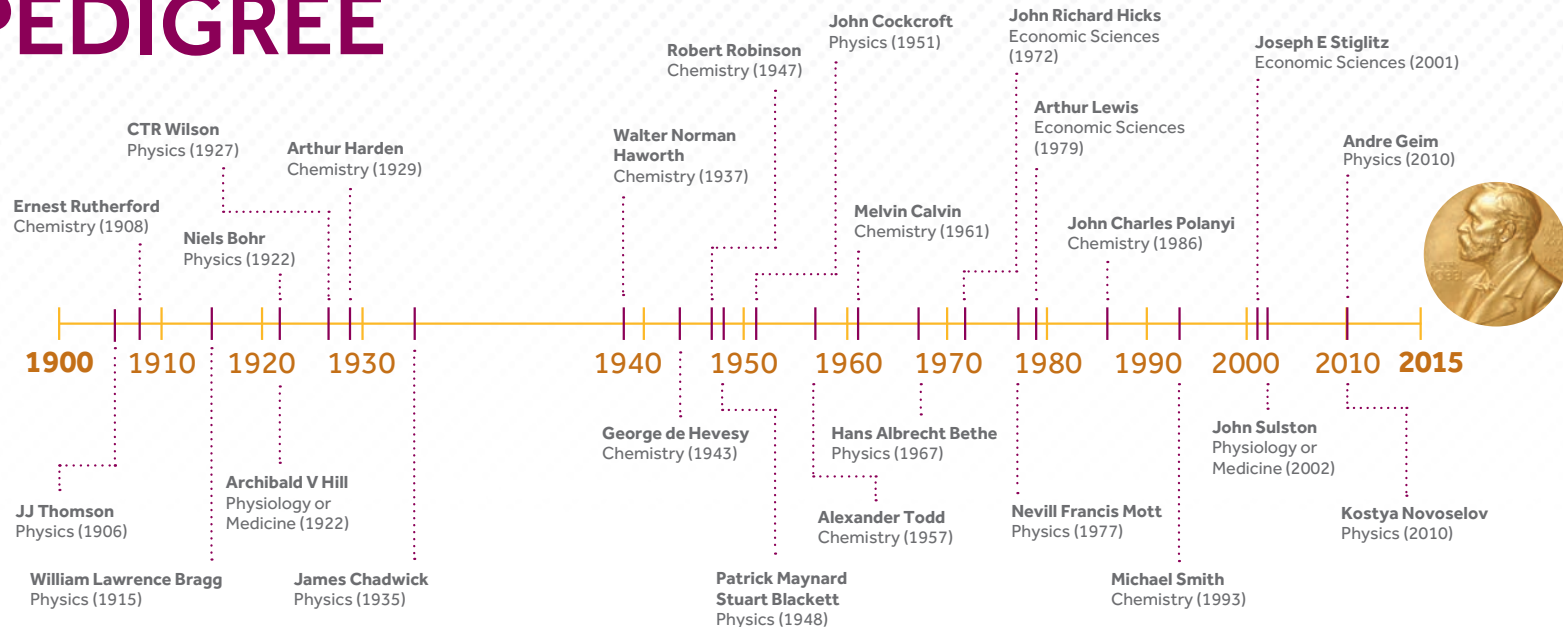 PEDIGREE
John Cockcroft
Physics (1951)
John Richard Hicks
Economic Sciences
(1972)
Robert Robinson
Chemistry (1947)
Joseph E Stiglitz
Economic Sciences (2001)
CTR Wilson
Physics (1927)
Arthur Harden
Chemistry (1929)
Walter Norman
Haworth
Chemistry (1937)
Arthur Lewis
Economic Sciences
(1979)
Andre Geim
Physics (2010)
Ernest Rutherford
Chemistry (1908)
Niels Bohr
Physics (1922)
Melvin Calvin
Chemistry (1961)
John Charles Polanyi
Chemistry (1986)
1900 1910 1920 1930 1940 1950 1960 1970 1980 1990 2000 2010 2015
George de Hevesy
Chemistry (1943)
Hans Albrecht Bethe
Physics (1967)
John Sulston
Physiology or
Medicine (2002)
JJ Thomson
Physics (1906)
Archibald V Hill
Physiology or
Medicine (1922)
Alexander Todd
Chemistry (1957)
Nevill Francis Mott
Physics (1977)
Kostya Novoselov
Physics (2010)
William Lawrence Bragg
Physics (1915)
James Chadwick
Physics (1935)
Patrick Maynard
Stuart Blackett
Physics (1948)
Michael Smith
Chemistry (1993)